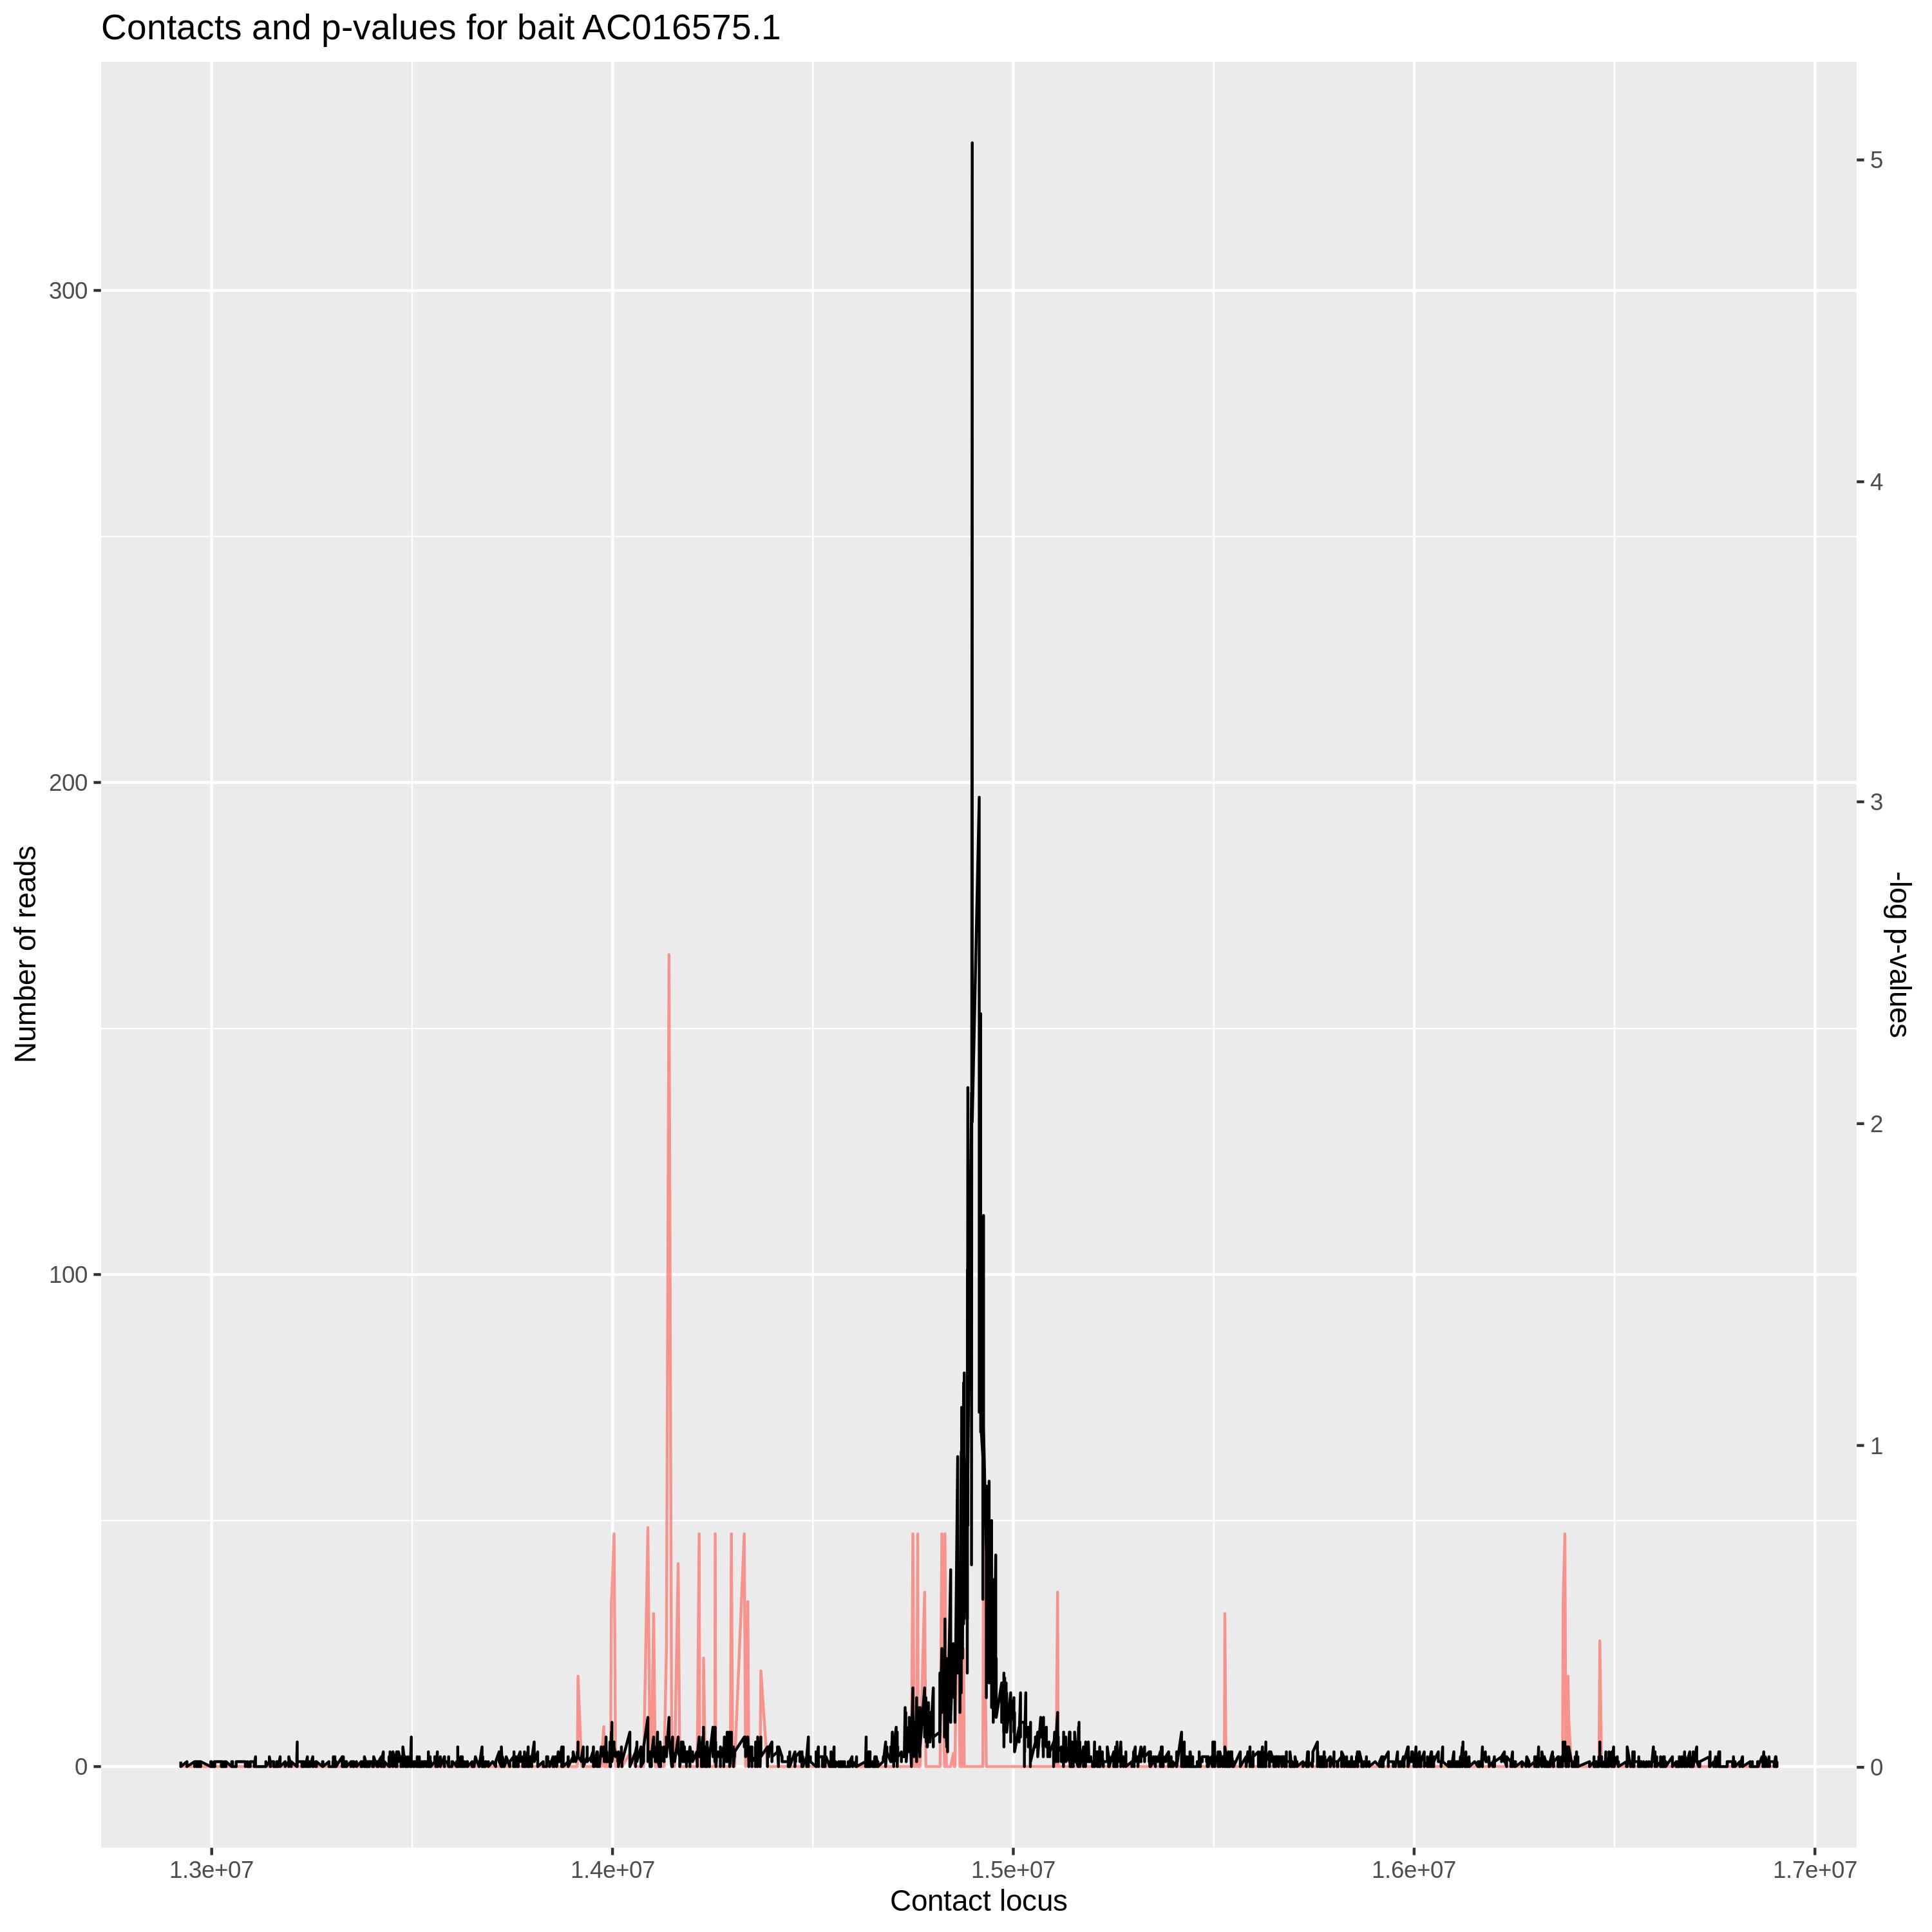 Contacts and p-values for bait AC016575.1
300
200
100
0
Number of reads
5
4
3
2
1
0
-log p-values
1.3e+07
1.4e+07
1.5e+07
1.6e+07
1.7e+07
Contact locus